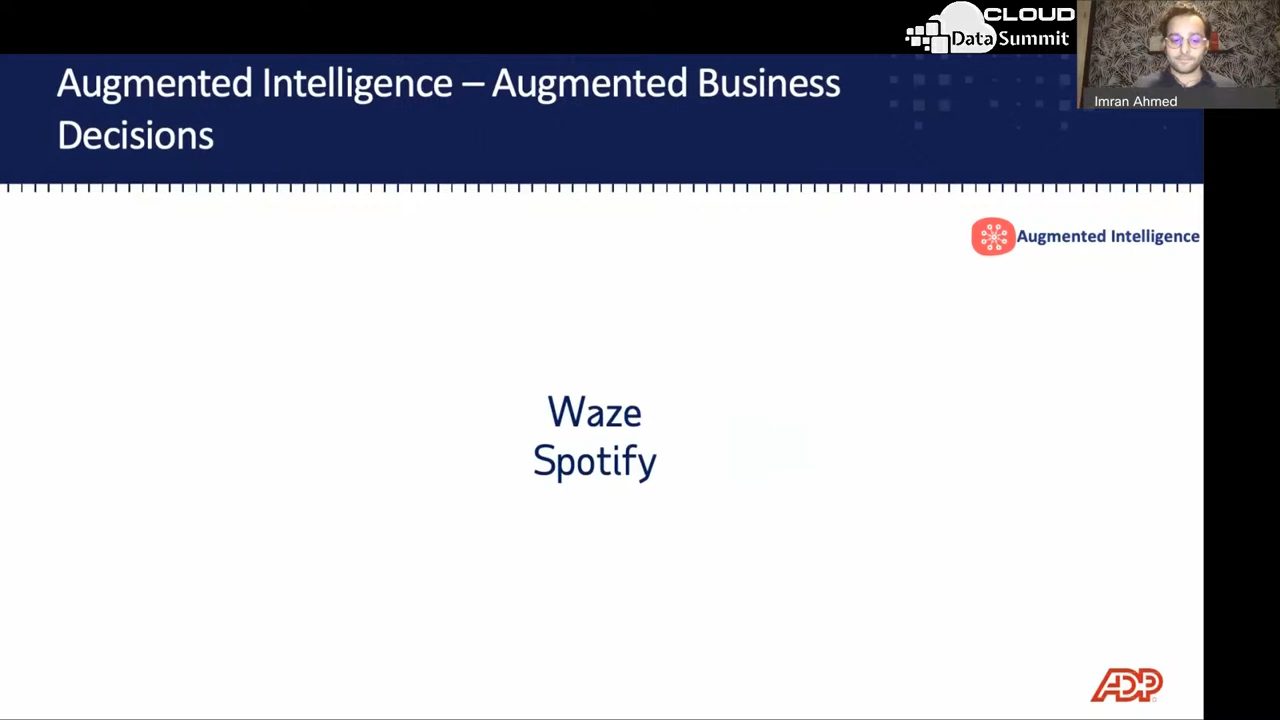 CLOUD
Data Summit
Imran Ahmed
Augmented Intelligence – Augmented Business
Decisions
Augmented Intelligence
Waze
Spotify
ADP